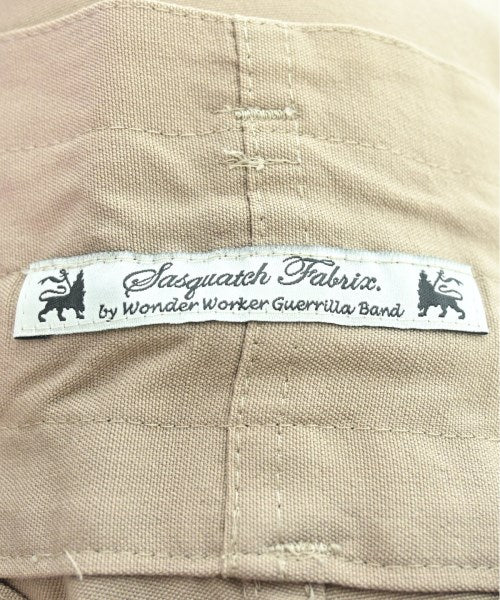 Sasquatch Fabrix.
by Wonder Worker Guerrilla Band